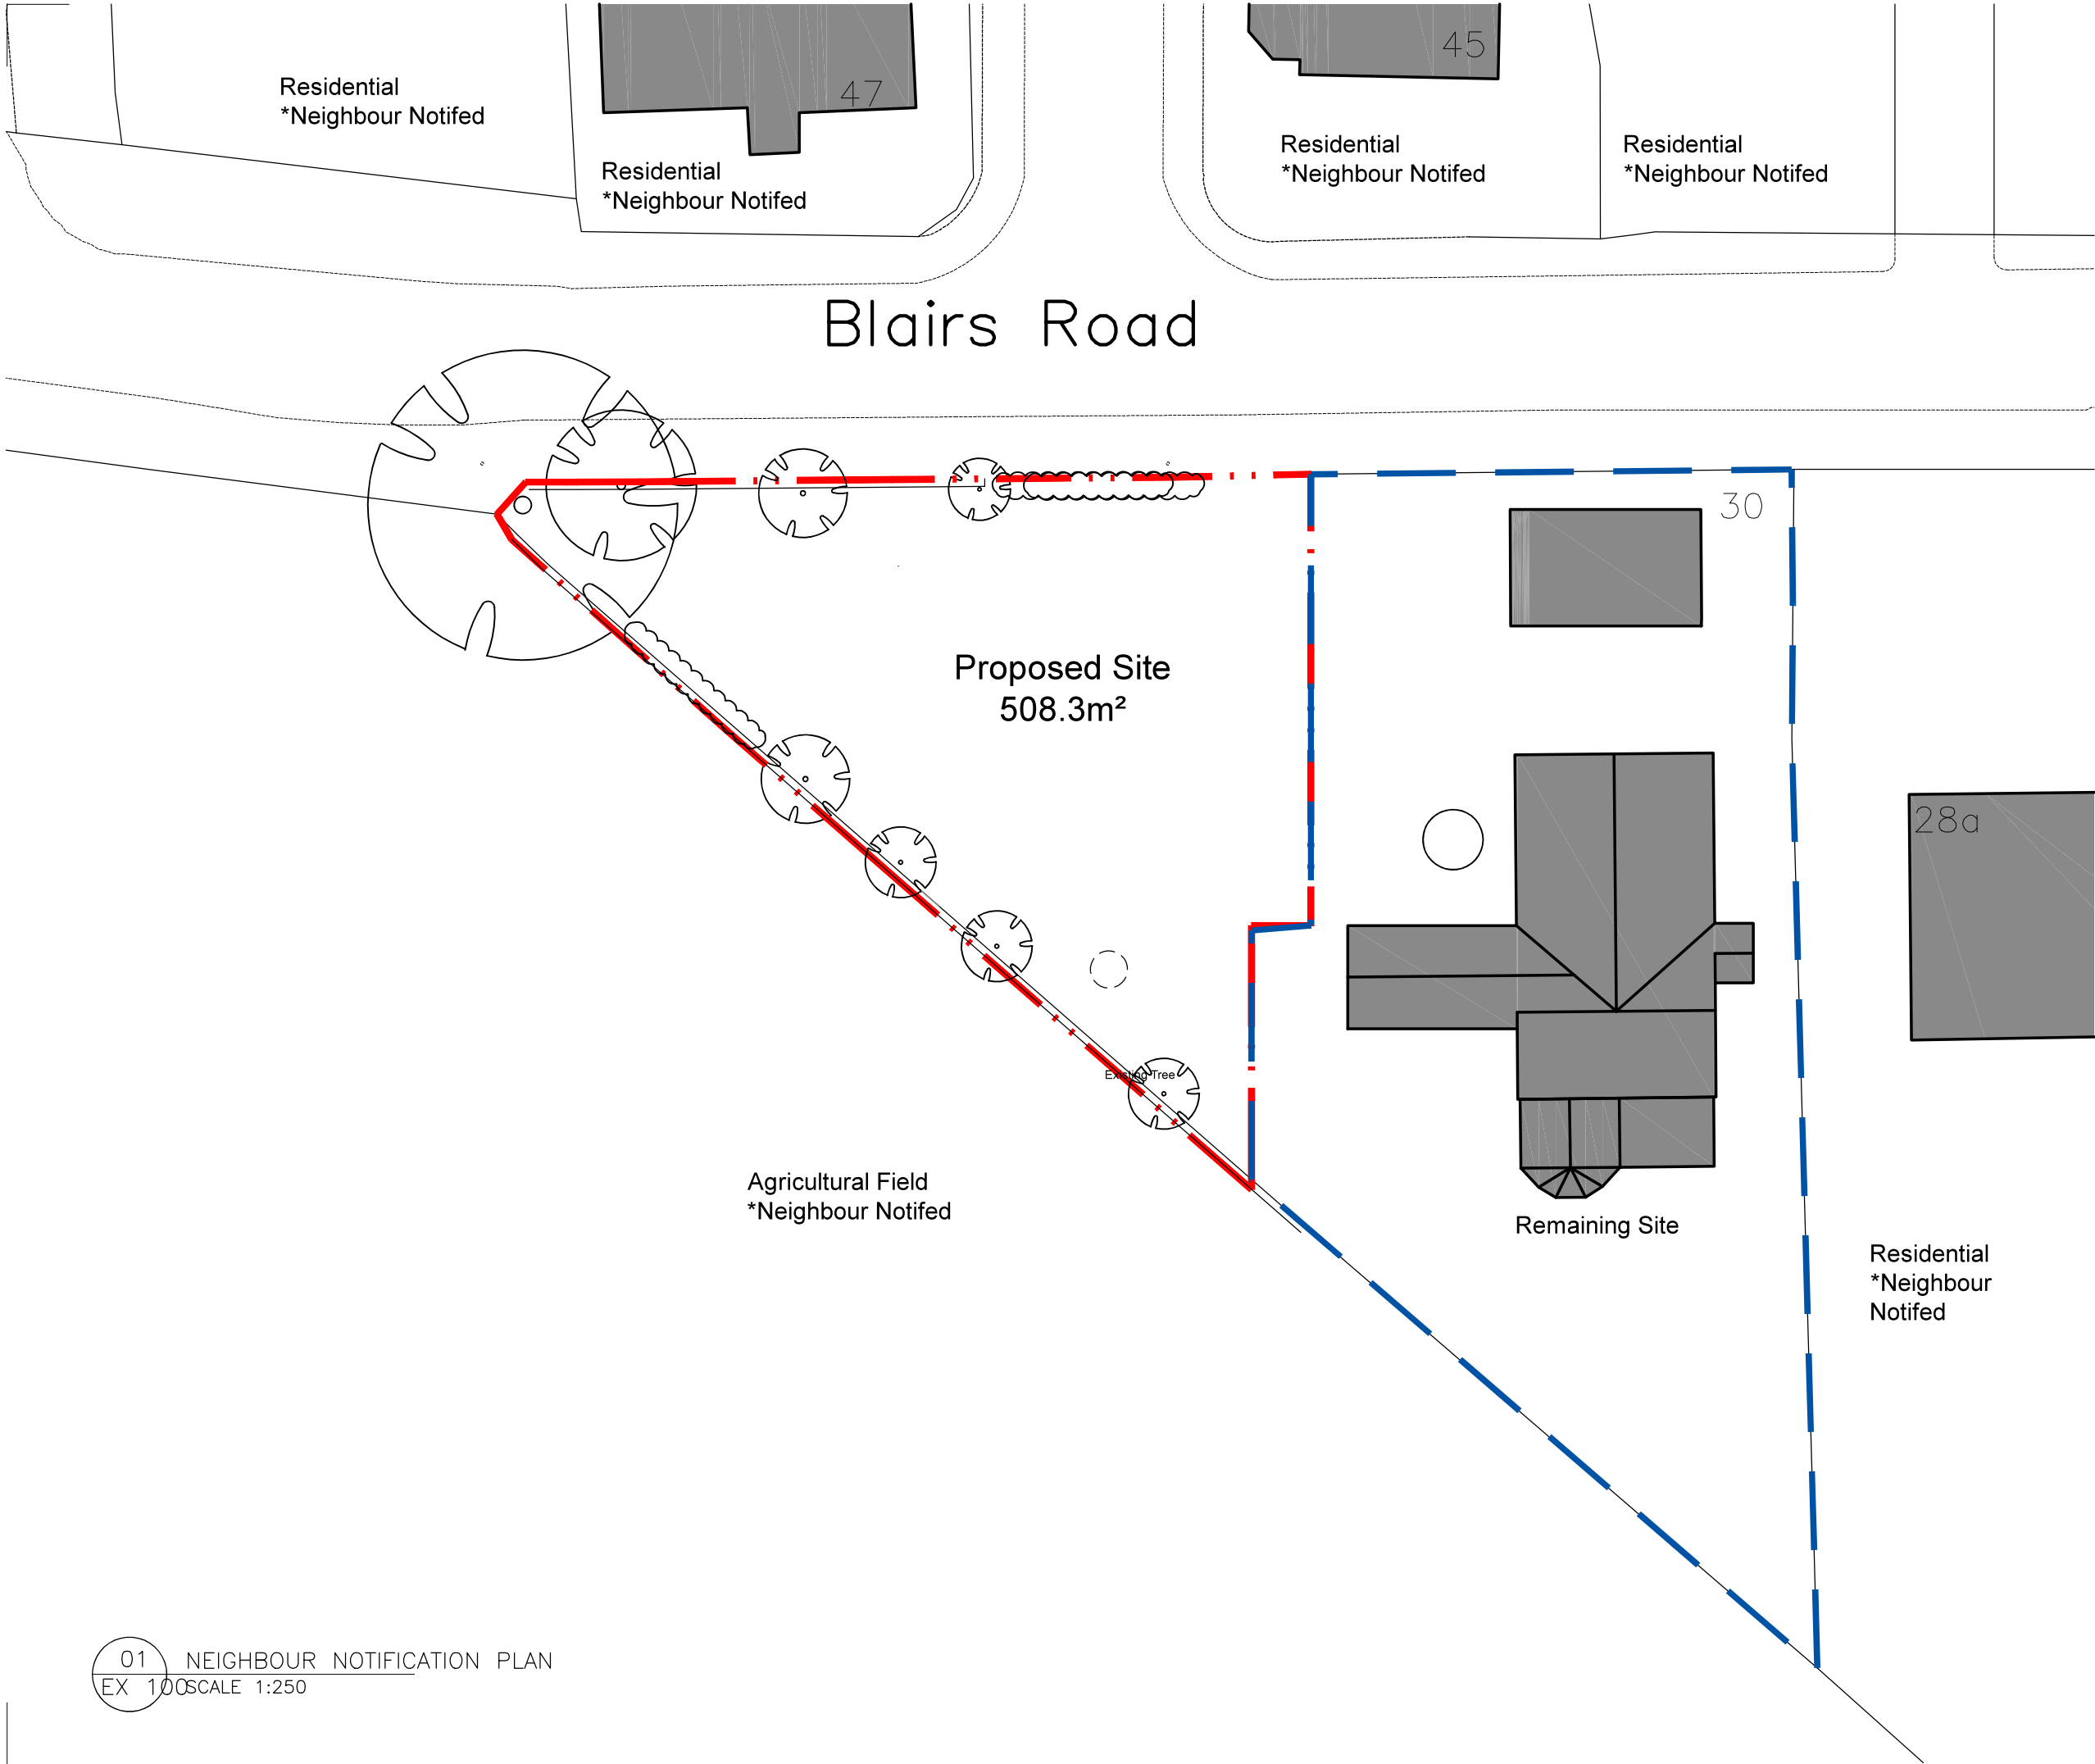 Residential
*Neighbour Notifed
47
Residential
*Neighbour Notifed
45
Residential
*Neighbour Notifed
Residential
*Neighbour Notifed
Blairs Road
30
Proposed Site
508.3m²
28a
Existing Tree
Agricultural Field
*Neighbour Notifed
Remaining Site
Residential
*Neighbour
Notifed
01
NEIGHBOUR NOTIFICATION PLAN
EX 100
SCALE 1:250